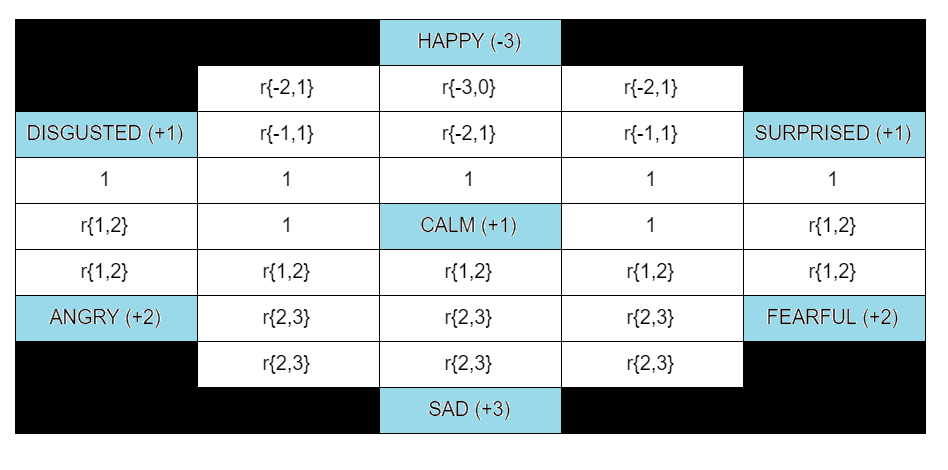 HAPPY (-3)
r{-2,1} r{-3,0} r{-2,1}
DISGUSTED (+1) r{-1,1} r{-2,1} r{-1,1} SURPRISED (+1)
1 1 1 1 1
r{1,2} 1 CALM (+1) 1 r{1,2}
r{1,2} r{1,2} r{1,2} r{1,2} r{1,2}
ANGRY (+2) r{2,3} r{2,3} r{2,3} FEARFUL (+2)
r{2,3} r{2,3} r{2,3}
SAD (+3)